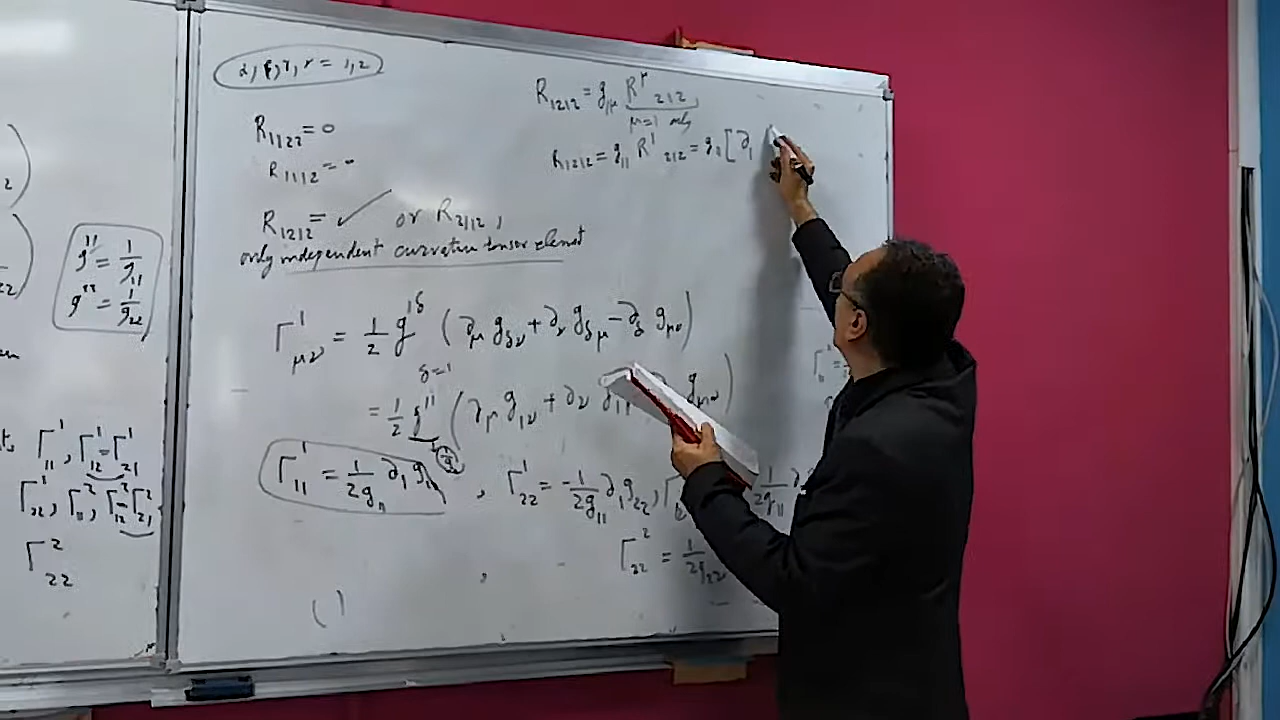 2)
2)
g^{11} = 1/g_{11}
g^{22} = 1/g_{22}
Γ^1_{11}, Γ^1_{12} = Γ^1_{21}
Γ^1_{22}, Γ^2_{11}, Γ^2_{12} = Γ^2_{21}
Γ^2_{22}
= 1,2
R_{1122} = 0
R_{1112} = 0
R_{1212} = ✓ or R_{2112},
only independent curvature tensor element
R_{1212} = g_{1μ} R^μ_{212}
μ=1 only
R_{1212} = g_{11} R^1_{212} = g_{11} [ ∂_1
Γ^1_{μν} = 1/2 g^{1δ} ( ∂_μ g_{δν} + ∂_ν g_{δμ} - ∂_δ g_{μν} )
δ=1
= 1/2 g^{11} ( ∂_μ g_{1ν} + ∂_ν g_{μν} )
Γ^1_{11} = 1/2g_{11} ∂_1 g_{11} , Γ^1_{22} = -1/2g_{11} ∂_1 g_{22}, Γ 1/2g_{11}
Γ^2_{22} = 1/2g_{22}
( )